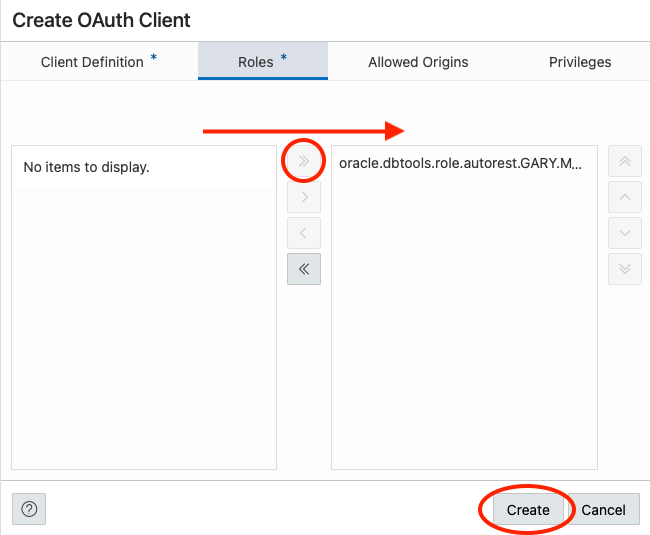 Create OAuth Client
Client Definition *
Roles *
Allowed Origins
Privileges
No items to display.
oracle.dbtools.role.autorest.GARY.M...
Create
Cancel